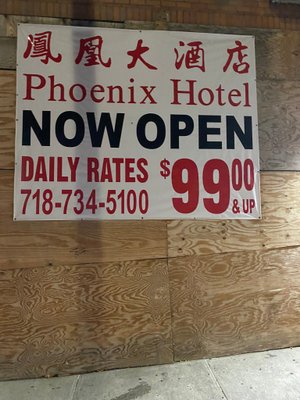 鳳凰大酒店
Phoenix Hotel
NOW OPEN
DAILY RATES $99.00
718-734-5100 & UP